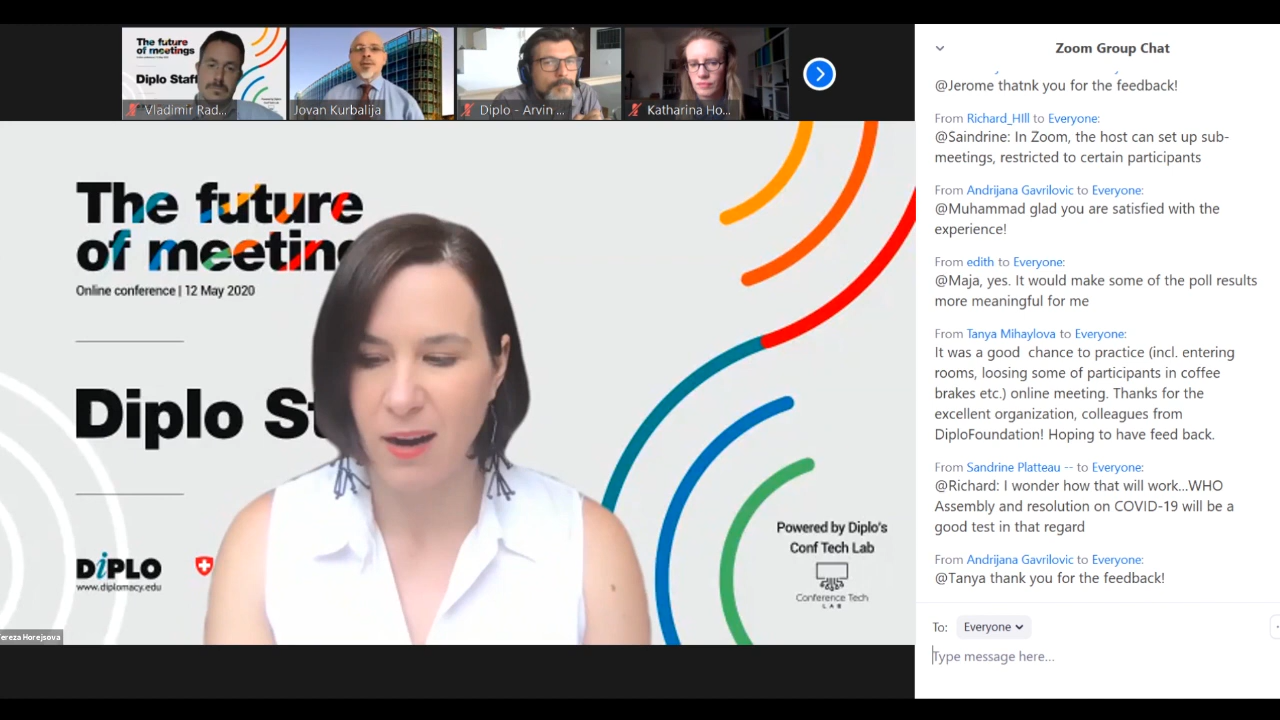 The future
of meetings
Diplo Staff
Vladimir Rad...
Jovan Kurbalija
Diplo - Arvin ...
Katharina Ho...
The future
of meeting
Online conference | 12 May 2020
Diplo St
DiPLO
www.diplomacy.edu
Powered by Diplo's
Conf Tech Lab
Conference Tech
LAB
ereza Horejsova
Zoom Group Chat
@Jerome thatnk you for the feedback!
From Richard_HIll to Everyone:
@Saindrine: In Zoom, the host can set up sub-
meetings, restricted to certain participants
From Andrijana Gavrilovic to Everyone:
@Muhammad glad you are satisfied with the
experience!
From edith to Everyone:
@Maja, yes. It would make some of the poll results
more meaningful for me
From Tanya Mihaylova to Everyone:
It was a good  chance to practice (incl. entering
rooms, loosing some of participants in coffee
brakes etc.) online meeting. Thanks for the
excellent organization, colleagues from
DiploFoundation! Hoping to have feed back.
From Sandrine Platteau -- to Everyone:
@Richard: I wonder how that will work...WHO
Assembly and resolution on COVID-19 will be a
good test in that regard
From Andrijana Gavrilovic to Everyone:
@Tanya thank you for the feedback!
To: Everyone
Type message here...